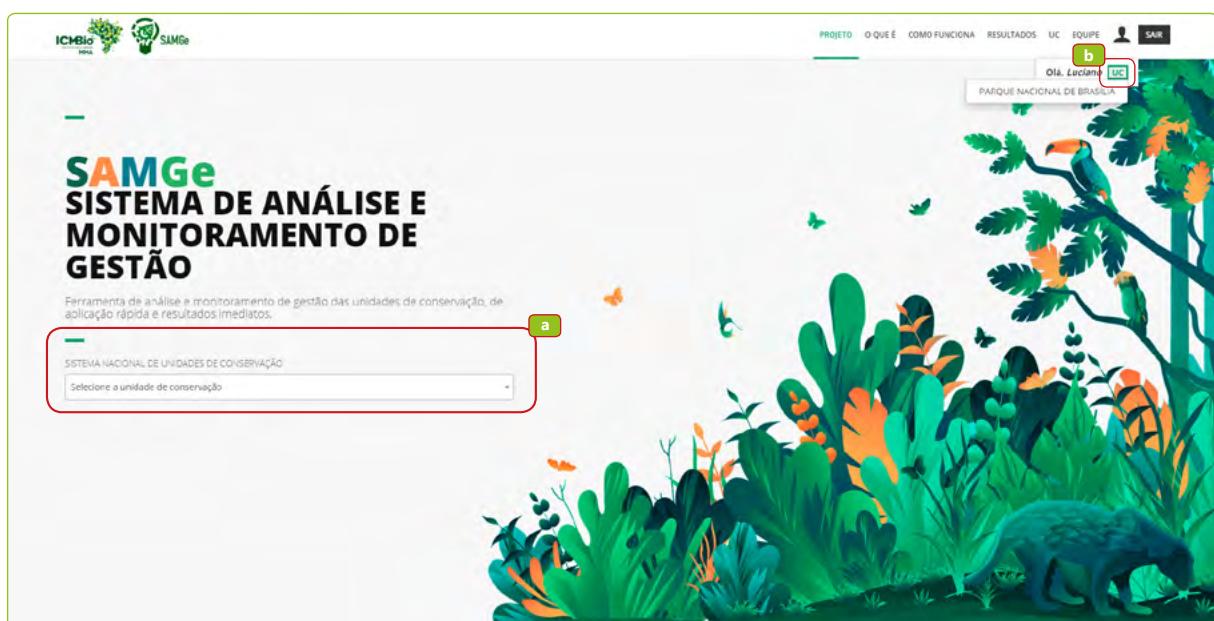 ICMBio
MMA
SAMGe
PROJETO O QUE É COMO FUNCIONA RESULTADOS UC EQUIPE SAIR
b
Olá, Luciano UC
PARQUE NACIONAL DE BRASÍLIA
SAMGe
SISTEMA DE ANÁLISE E
MONITORAMENTO DE
GESTÃO
Ferramenta de análise e monitoramento de gestão das unidades de conservação, de
aplicação rápida e resultados imediatos.
a
SISTEMA NACIONAL DE UNIDADES DE CONSERVAÇÃO
Selecione a unidade de conservação